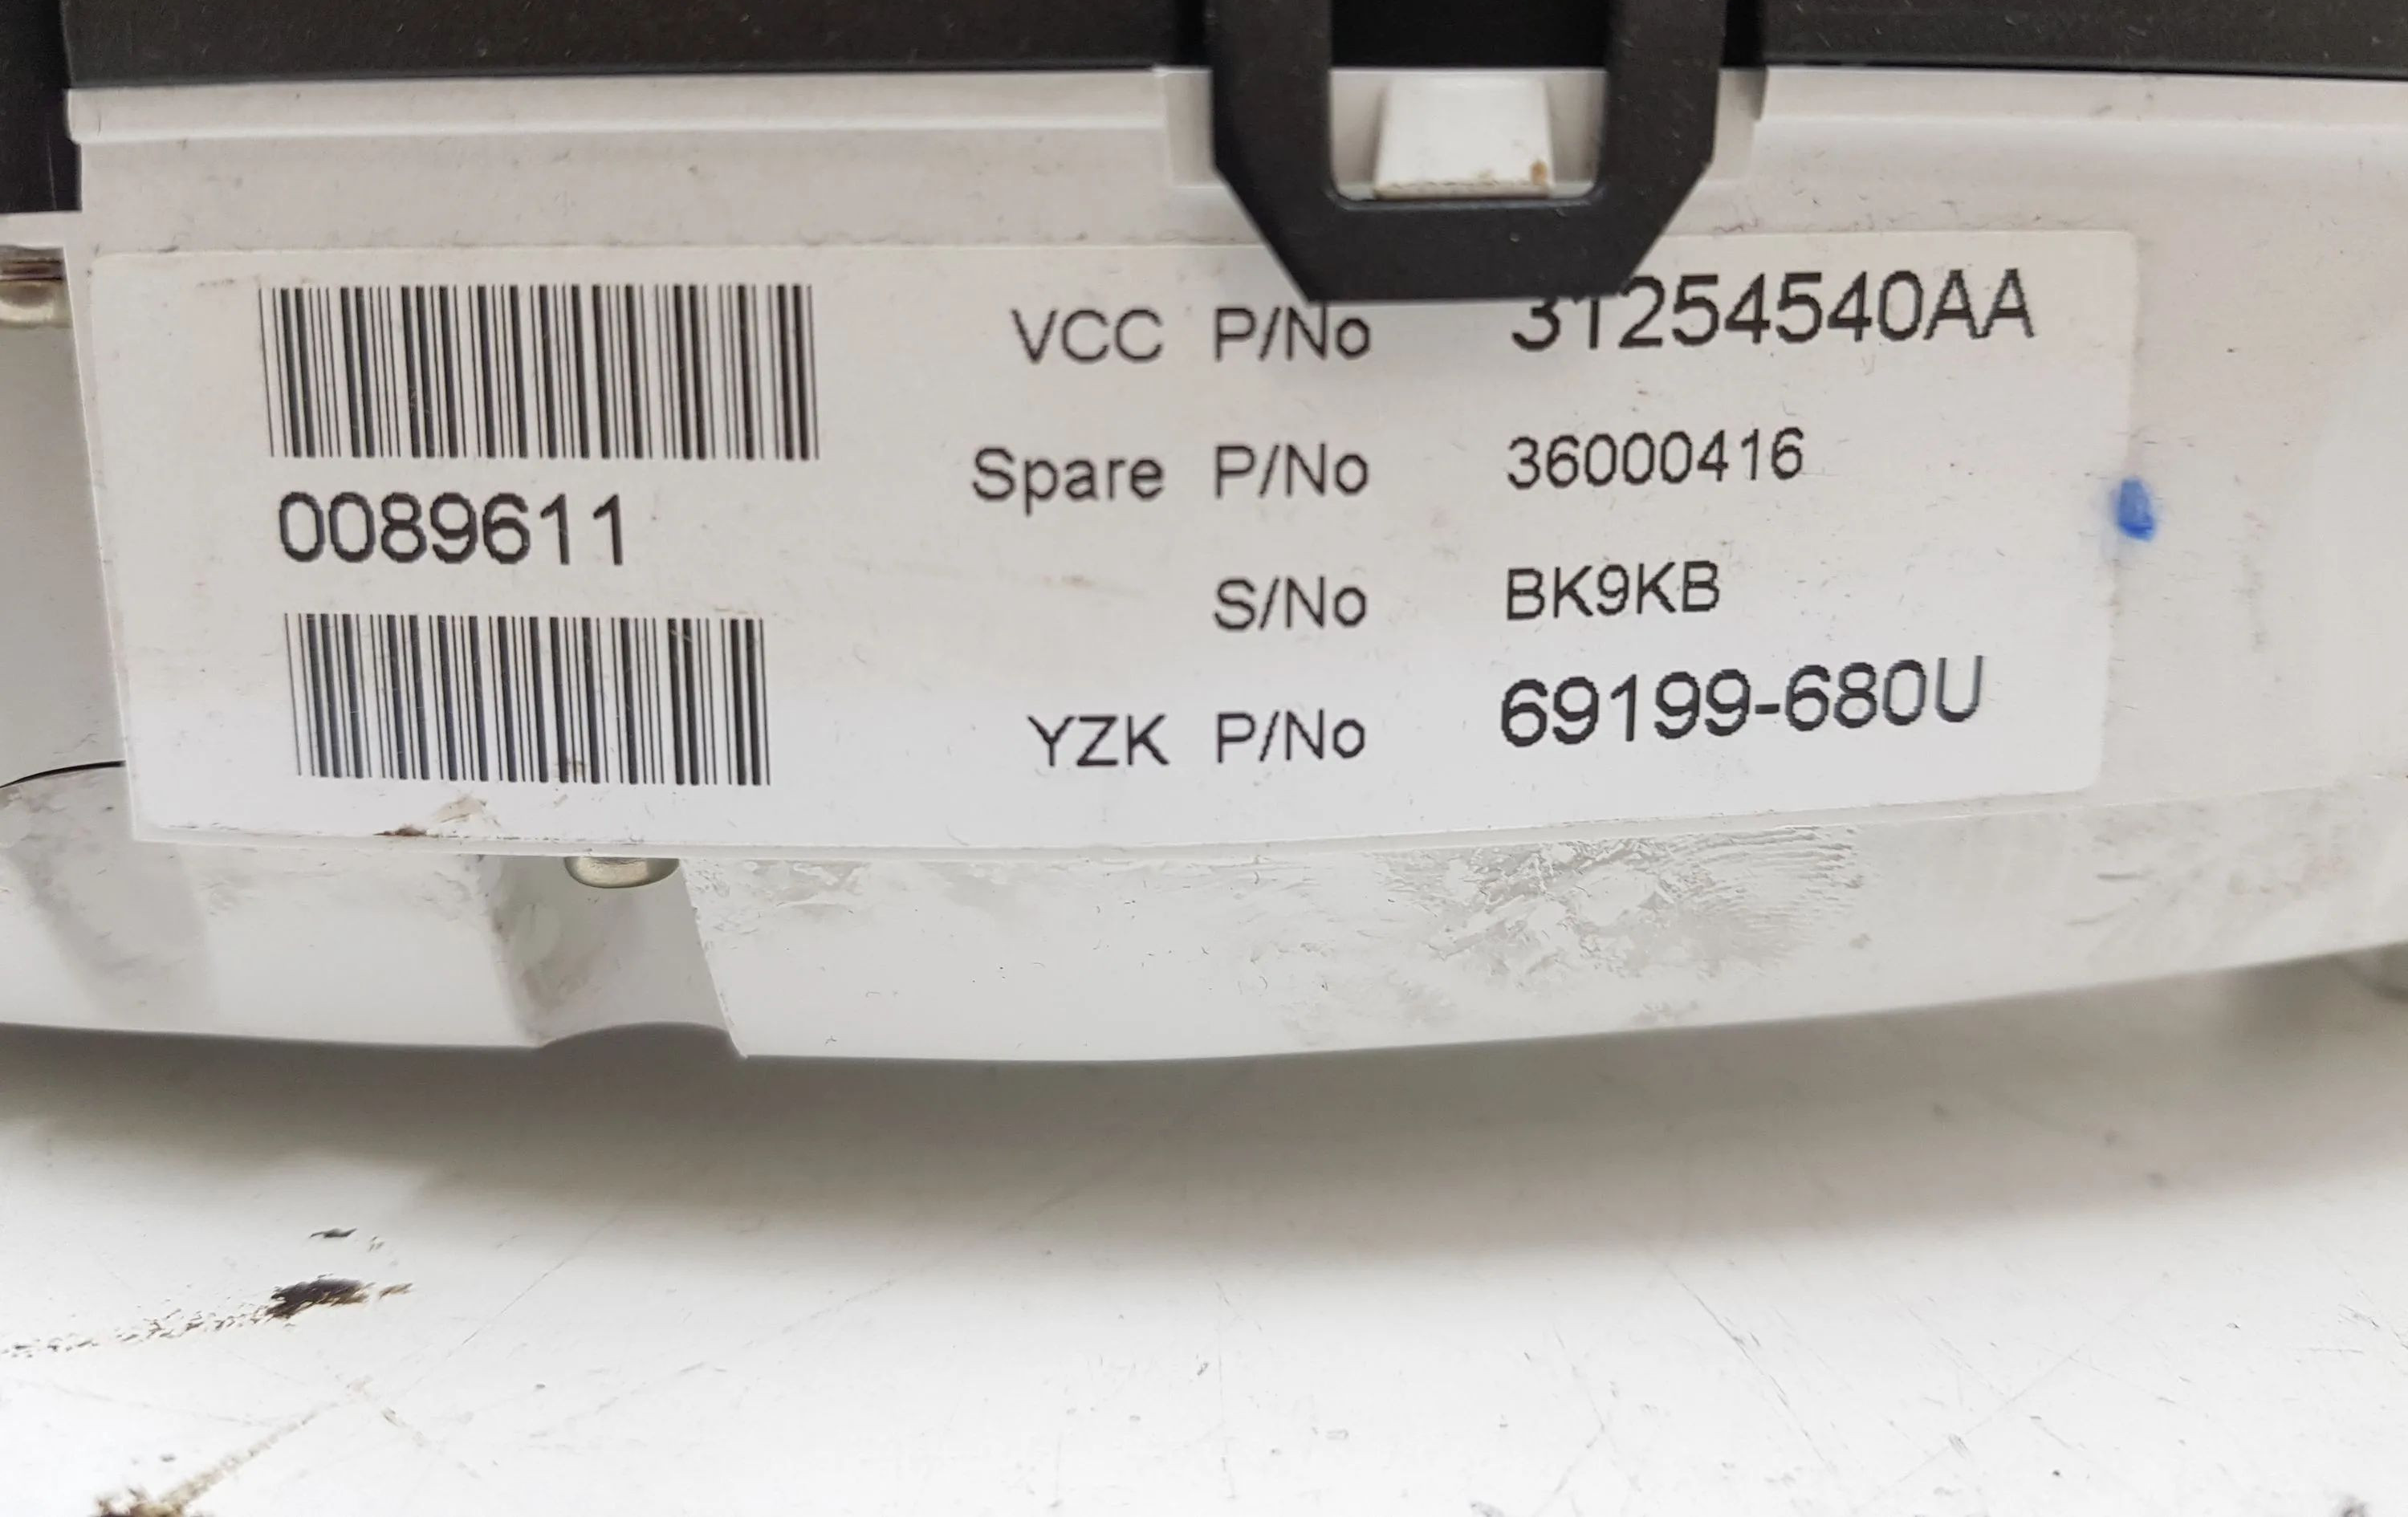 VCC P/No 31254540AA
Spare P/No 36000416
0089611
S/No BK9KB
YZK P/No 69199-680U